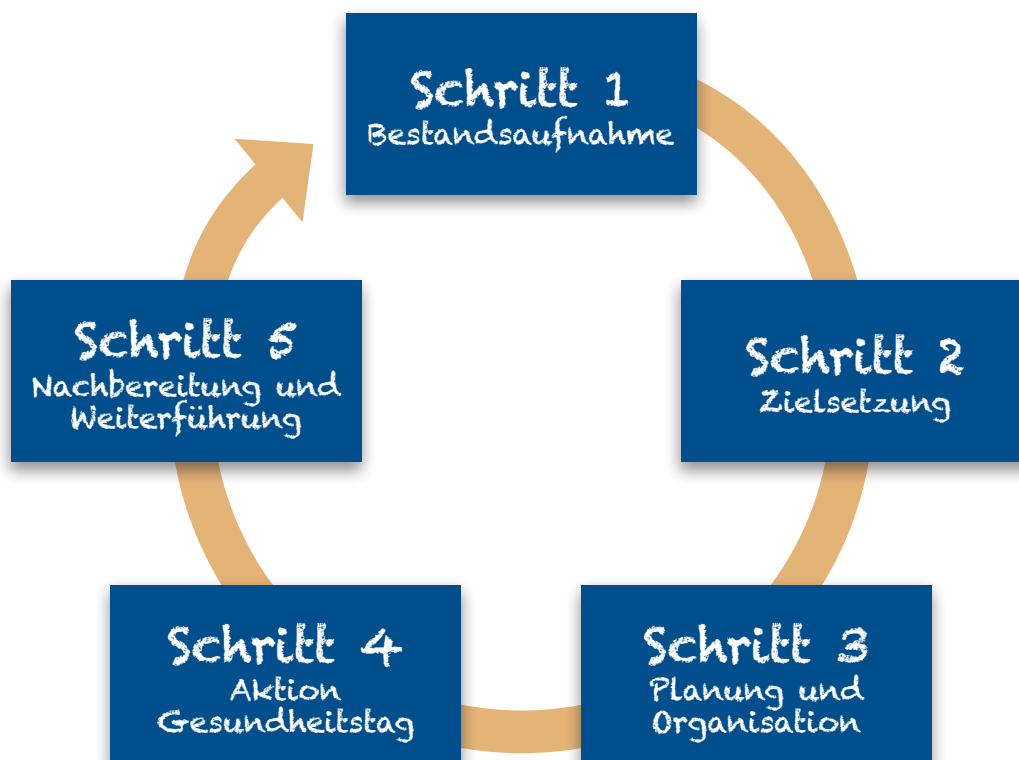 Schritt 1
Bestandsaufnahme
Schritt 2
Zielsetzung
Schritt 3
Planung und
Organisation
Schritt 4
Aktion
Gesundheitstag
Schritt 5
Nachbereitung und
Weiterführung